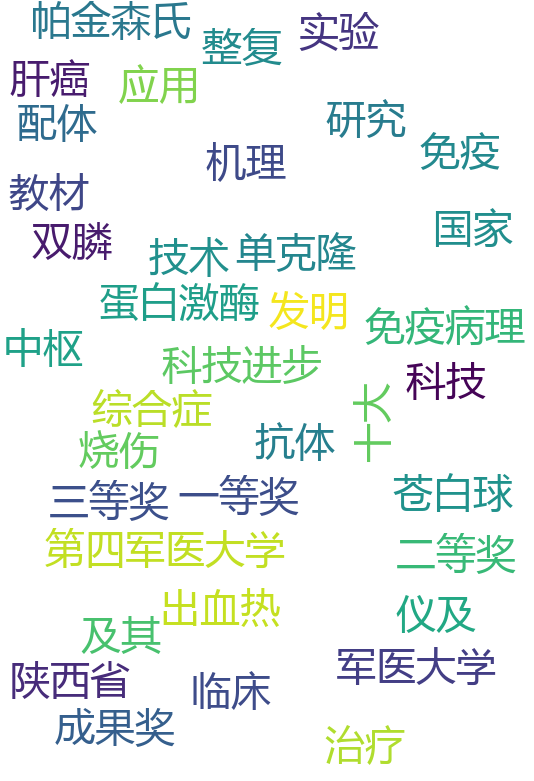 帕金森氏
实验
整复
肝癌
应用
配体
研究
免疫
机理
教材
国家
双膦
技术
单克隆
蛋白激酶
发明
免疫病理
中枢
科技进步
科技
综合症
十大
烧伤
抗体
三等奖
一等奖
苍白球
第四军医大学
二等奖
出血热
仪及
及其
军医大学
陕西省
临床
成果奖
治疗